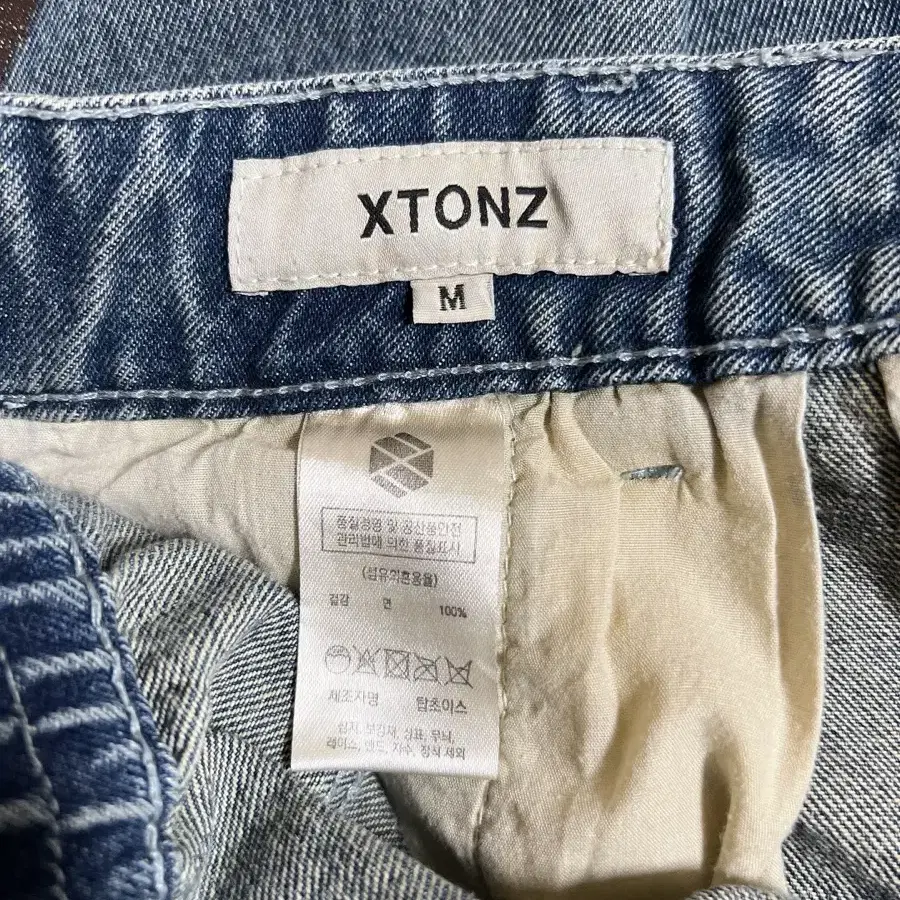 XTONZ
M
품질경영 및 공산품안전
관리법에 의한 품질표시
(섬유의혼용율)
겉감 면 100%
제조자명 탑초이스
심지, 보강재, 상표, 무늬,
레이스, 밴드, 자수, 장식 제외